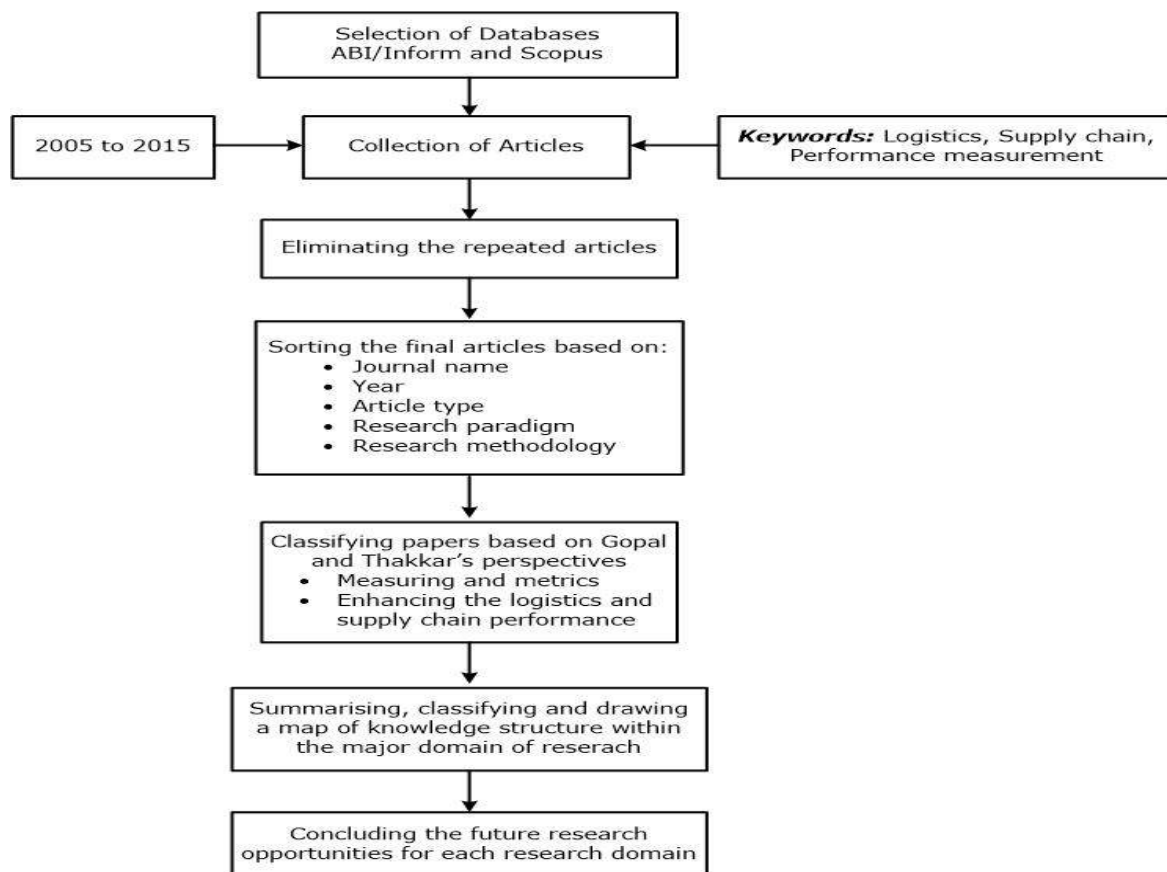 Selection of Databases
ABI/Inform and Scopus
2005 to 2015
Collection of Articles
Keywords: Logistics, Supply chain,
Performance measurement
Eliminating the repeated articles
Sorting the final articles based on:
• Journal name
• Year
• Article type
• Research paradigm
• Research methodology
Classifying papers based on Gopal
and Thakkar's perspectives
• Measuring and metrics
• Enhancing the logistics and
supply chain performance
Summarising, classifying and drawing
a map of knowledge structure within
the major domain of reserach
Concluding the future research
opportunities for each research domain